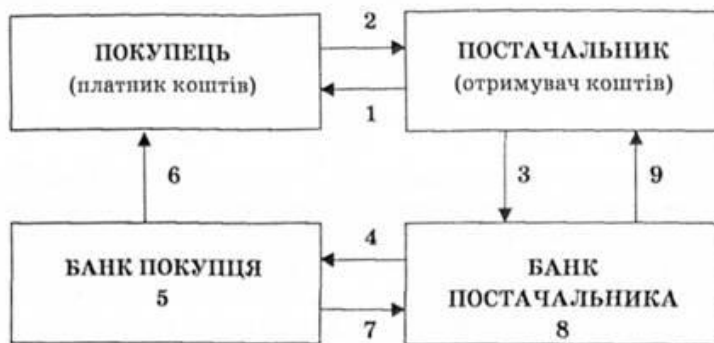 2
ПОКУПЕЦЬ
(платник коштів)
ПОСТАЧАЛЬНИК
(отримувач коштів)
1
6
3
9
4
БАНК ПОКУПЦЯ
5
БАНК
ПОСТАЧАЛЬНИКА
8
7